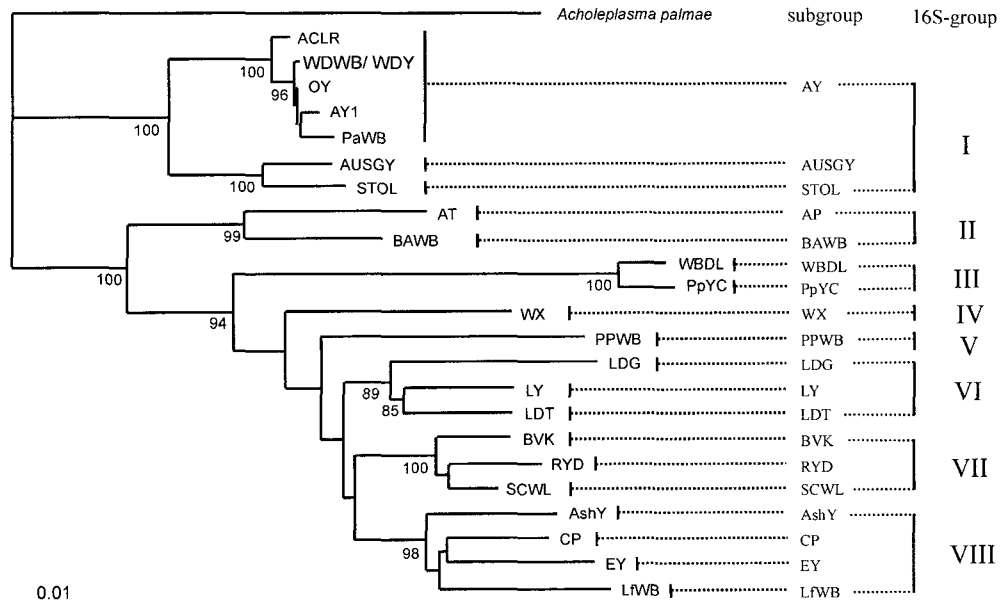 Acholeplasma palmae subgroup 16S-group
ACLR
100
WDWB/ WDY
OY AY
96
AY1
100
PaWB
I
AUSGY AUSGY
100 STOL STOL
AT AP
II
99 BAWB BAWB
WBDL WBDL
100 III
100 PpYC PpYC
94 WX WX IV
PPWB PPWB V
LDG LDG
89 LY LY VI
85 LDT LDT
BVK BVK
100 RYD RYD VII
SCWL SCWL
AshY AshY
98 CP CP
VIII
EY EY
0.01 LfWB LfWB